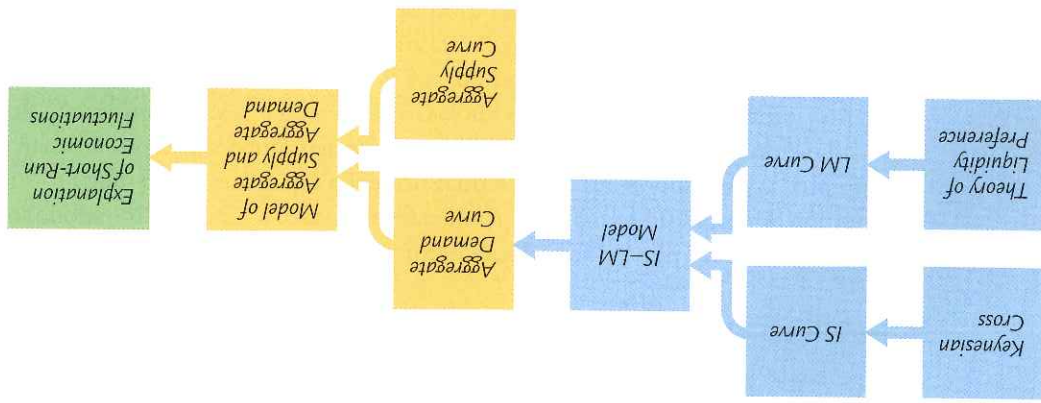 Keynesian
Cross
IS Curve
Theory of
Liquidity
Preference
LM Curve
IS–LM
Model
Aggregate
Demand
Curve
Aggregate
Supply
Curve
Model of
Aggregate
Supply and
Aggregate
Demand
Explanation
of Short-Run
Economic
Fluctuations